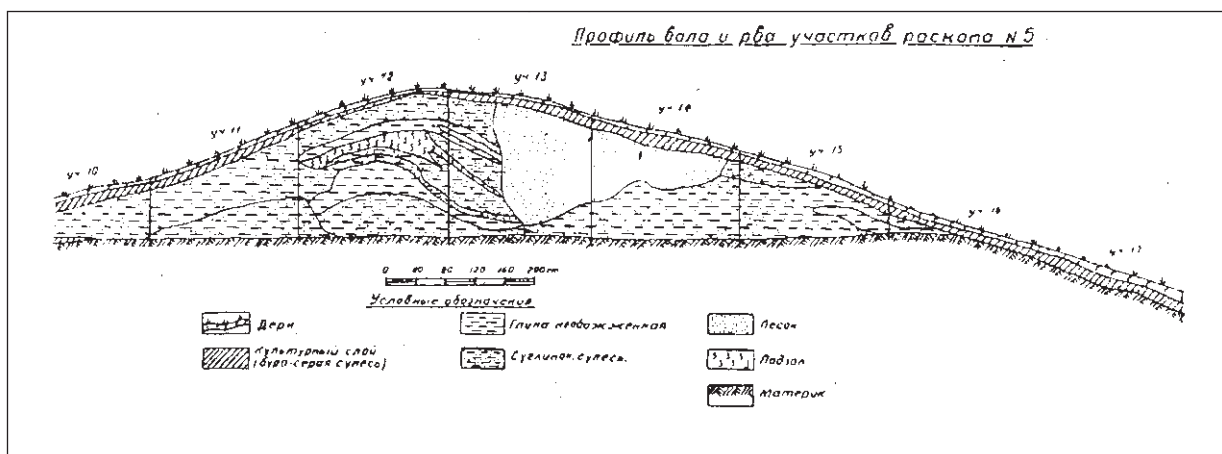 Профиль вала и рва участков раскопа N 5
уч 10
уч 11
уч 12
уч 13
уч 14
уч 15
уч 16
уч 17
0 40 80 120 160 200 см
Условные обозначения
Дерн
Культурный слой
(буро-серая супесь)
Глина необожженная
Суглинок. супесь.
Песок
Подзол
Материк